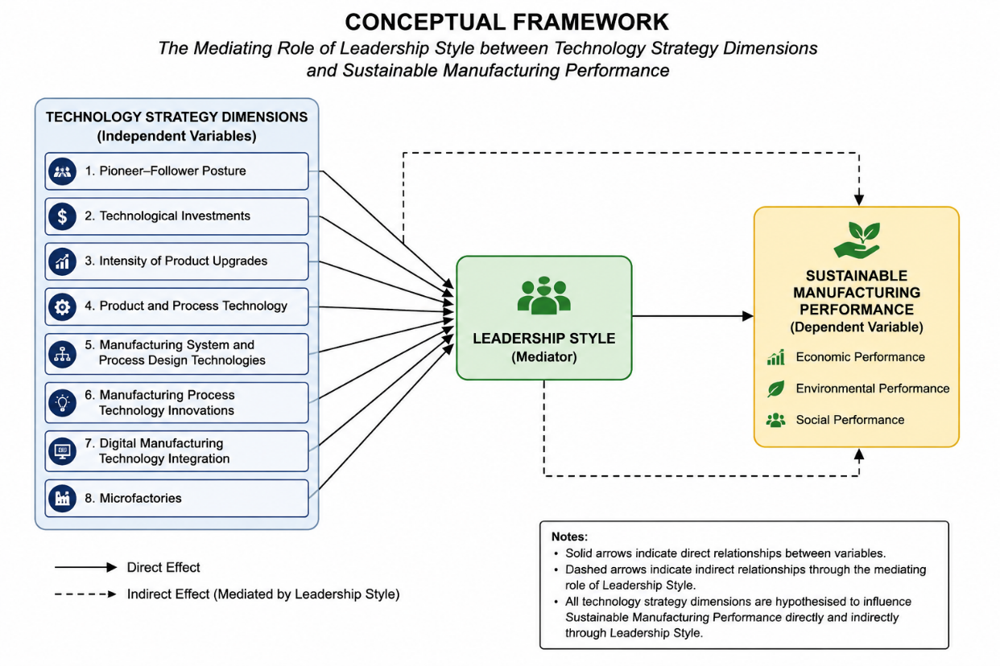 CONCEPTUAL FRAMEWORK
The Mediating Role of Leadership Style between Technology Strategy Dimensions
and Sustainable Manufacturing Performance
TECHNOLOGY STRATEGY DIMENSIONS
(Independent Variables)
1. Pioneer–Follower Posture
2. Technological Investments
3. Intensity of Product Upgrades
4. Product and Process Technology
5. Manufacturing System and
Process Design Technologies
6. Manufacturing Process
Technology Innovations
7. Digital Manufacturing
Technology Integration
8. Microfactories
LEADERSHIP STYLE
(Mediator)
SUSTAINABLE
MANUFACTURING
PERFORMANCE
(Dependent Variable)
Economic Performance
Environmental Performance
Social Performance
Direct Effect
Indirect Effect (Mediated by Leadership Style)
Notes:
• Solid arrows indicate direct relationships between variables.
• Dashed arrows indicate indirect relationships through the mediating
role of Leadership Style.
• All technology strategy dimensions are hypothesised to influence
Sustainable Manufacturing Performance directly and indirectly
through Leadership Style.